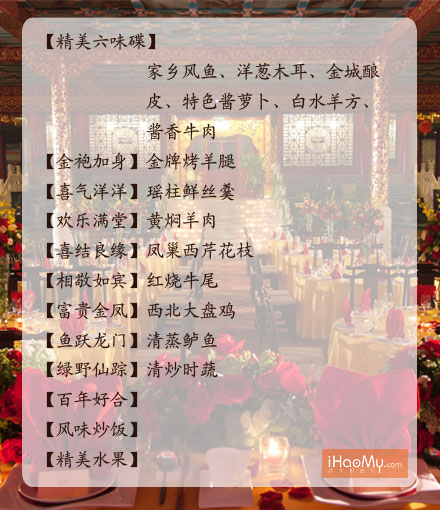 【精美六味碟】
家乡风鱼、洋葱木耳、金城酿
皮、特色酱萝卜、白水羊方、
酱香牛肉
【金袍加身】金牌烤羊腿
【喜气洋洋】瑶柱鲜丝羹
【欢乐满堂】黄焖羊肉
【喜结良缘】凤巢西芹花枝
【相敬如宾】红烧牛尾
【富贵金凤】西北大盘鸡
【鱼跃龙门】清蒸鲈鱼
【绿野仙踪】清炒时蔬
【百年好合】
【风味炒饭】
【精美水果】
iHaoMy.com